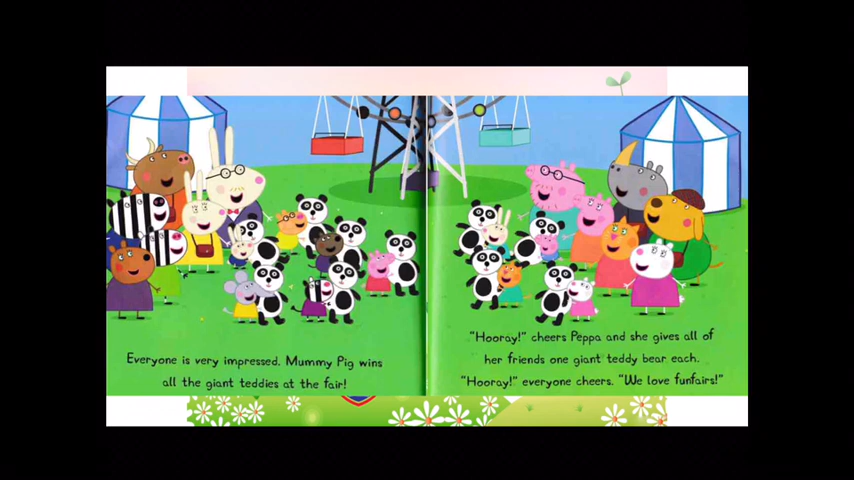 Everyone is very impressed. Mummy Pig wins
all the giant teddies at the fair!
"Hooray!" cheers Peppa and she gives all of
her friends one giant teddy bear each.
"Hooray!" everyone cheers. "We love funfairs!"